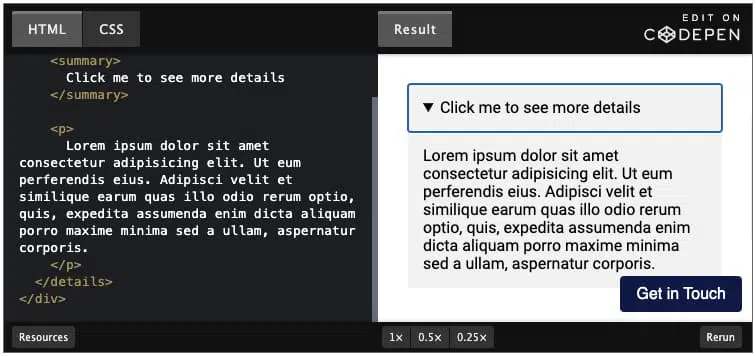 HTML CSS Result EDIT ON
CODEPEN
<summary>
Click me to see more details
</summary>
<p>
Lorem ipsum dolor sit amet
consectetur adipisicing elit. Ut eum
perferendis eius. Adipisci velit et
similique earum quas illo odio rerum optio,
quis, expedita assumenda enim dicta aliquam
porro maxime minima sed a ullam, aspernatur
corporis.
</p>
</details>
</div>
▼ Click me to see more details
Lorem ipsum dolor sit amet
consectetur adipisicing elit. Ut eum
perferendis eius. Adipisci velit et
similique earum quas illo odio rerum
optio, quis, expedita assumenda enim
dicta aliquam porro maxime minima
sed a ullam, aspernatur corporis.
Get in Touch
Resources 1× 0.5× 0.25× Rerun